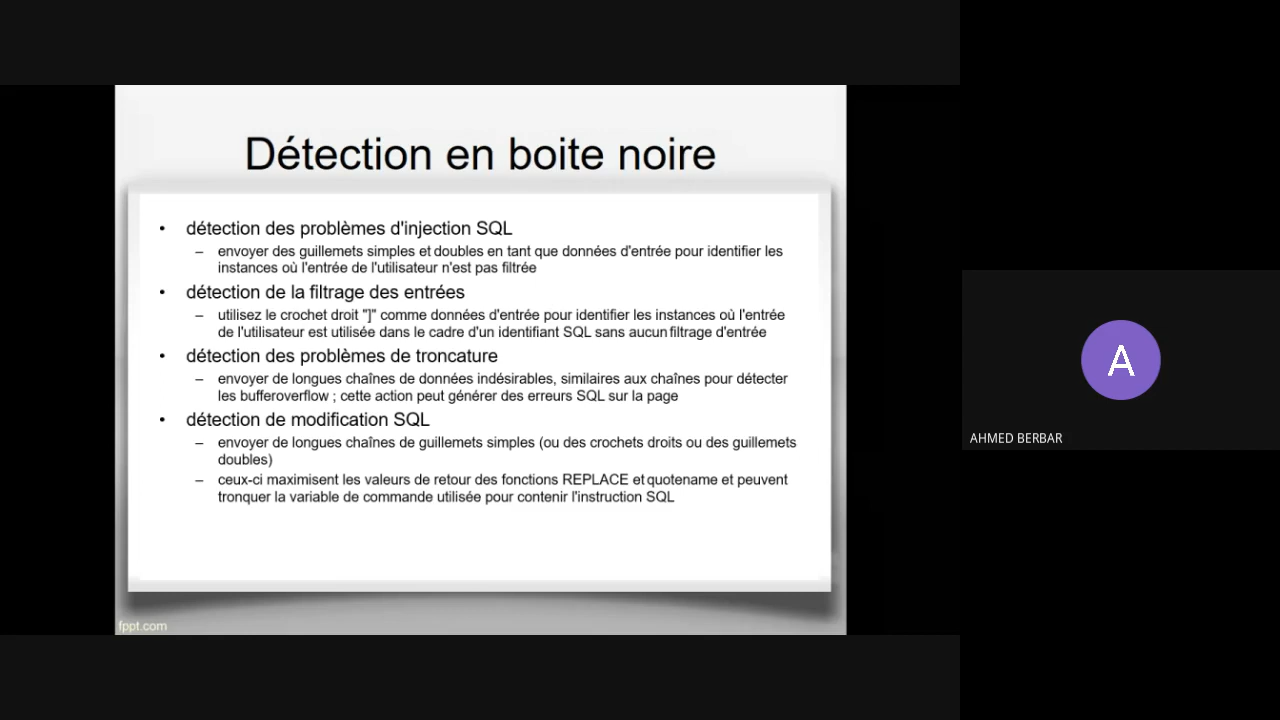 Détection en boite noire
• détection des problèmes d'injection SQL
– envoyer des guillemets simples et doubles en tant que données d'entrée pour identifier les
instances où l'entrée de l'utilisateur n'est pas filtrée
• détection de la filtrage des entrées
– utilisez le crochet droit "]" comme données d'entrée pour identifier les instances où l'entrée
de l'utilisateur est utilisée dans le cadre d'un identifiant SQL sans aucun filtrage d'entrée
• détection des problèmes de troncature
– envoyer de longues chaînes de données indésirables, similaires aux chaînes pour détecter
les bufferoverflow ; cette action peut générer des erreurs SQL sur la page
• détection de modification SQL
– envoyer de longues chaînes de guillemets simples (ou des crochets droits ou des guillemets
doubles)
– ceux-ci maximisent les valeurs de retour des fonctions REPLACE et quotename et peuvent
tronquer la variable de commande utilisée pour contenir l'instruction SQL
fppt.com
A
AHMED BERBAR